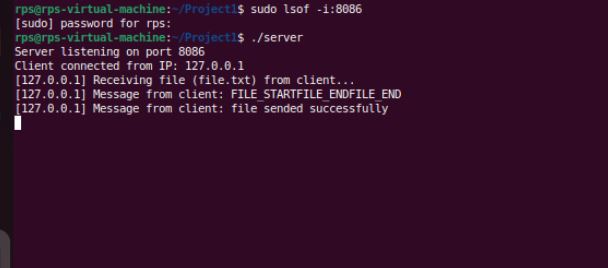 rps@rps-virtual-machine:~/Project1$ sudo lsof -i:8086
[sudo] password for rps:
rps@rps-virtual-machine:~/Project1$ ./server
Server listening on port 8086
Client connected from IP: 127.0.0.1
[127.0.0.1] Receiving file (file.txt) from client...
[127.0.0.1] Message from client: FILE_STARTFILE_ENDFILE_END
[127.0.0.1] Message from client: file sended successfully